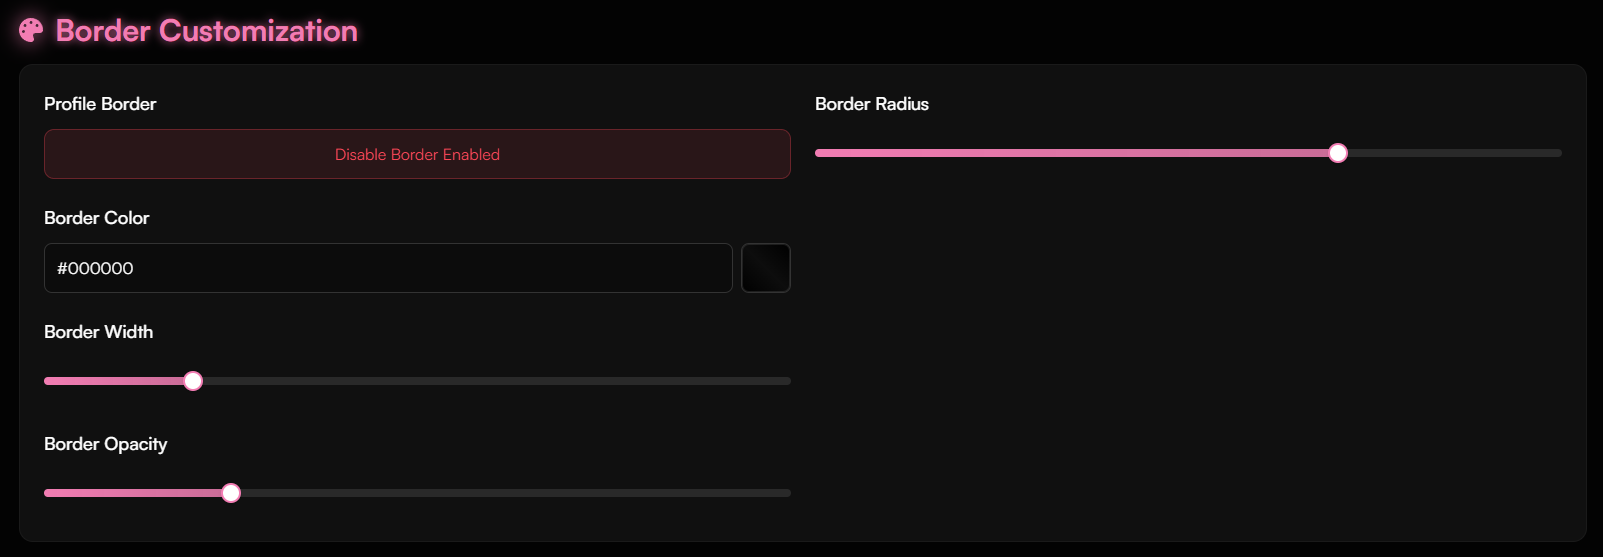 Border Customization
Profile Border
Disable Border Enabled
Border Color
#000000
Border Width
Border Opacity
Border Radius